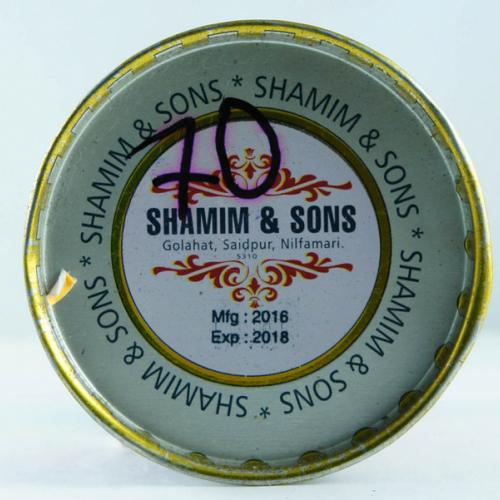 SHAMIM & SONS * SHAMIM & SONS * SHAMIM & SONS * SHAMIM & SONS *
70
SHAMIM & SONS
Golahat, Saidpur, Nilfamari.
5310
Mfg : 2016
Exp : 2018